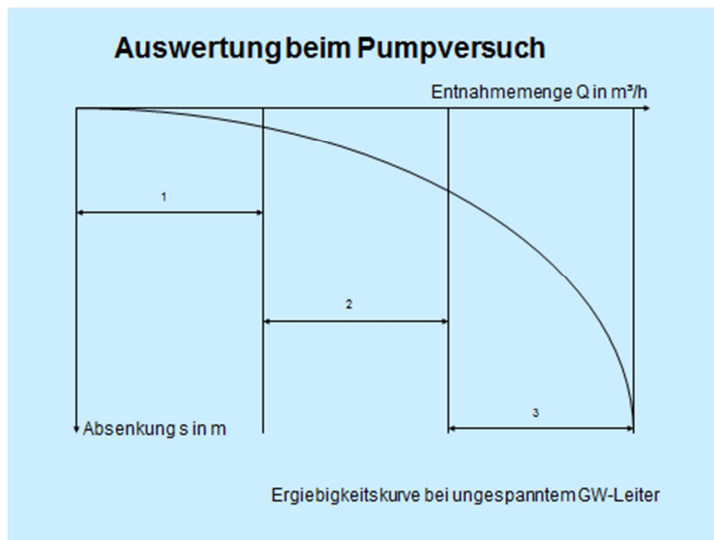 Auswertung beim Pumpversuch
Entnahmemenge Q in m³/h
1
2
3
Absenkung s in m
Ergiebigkeitskurve bei ungespanntem GW-Leiter